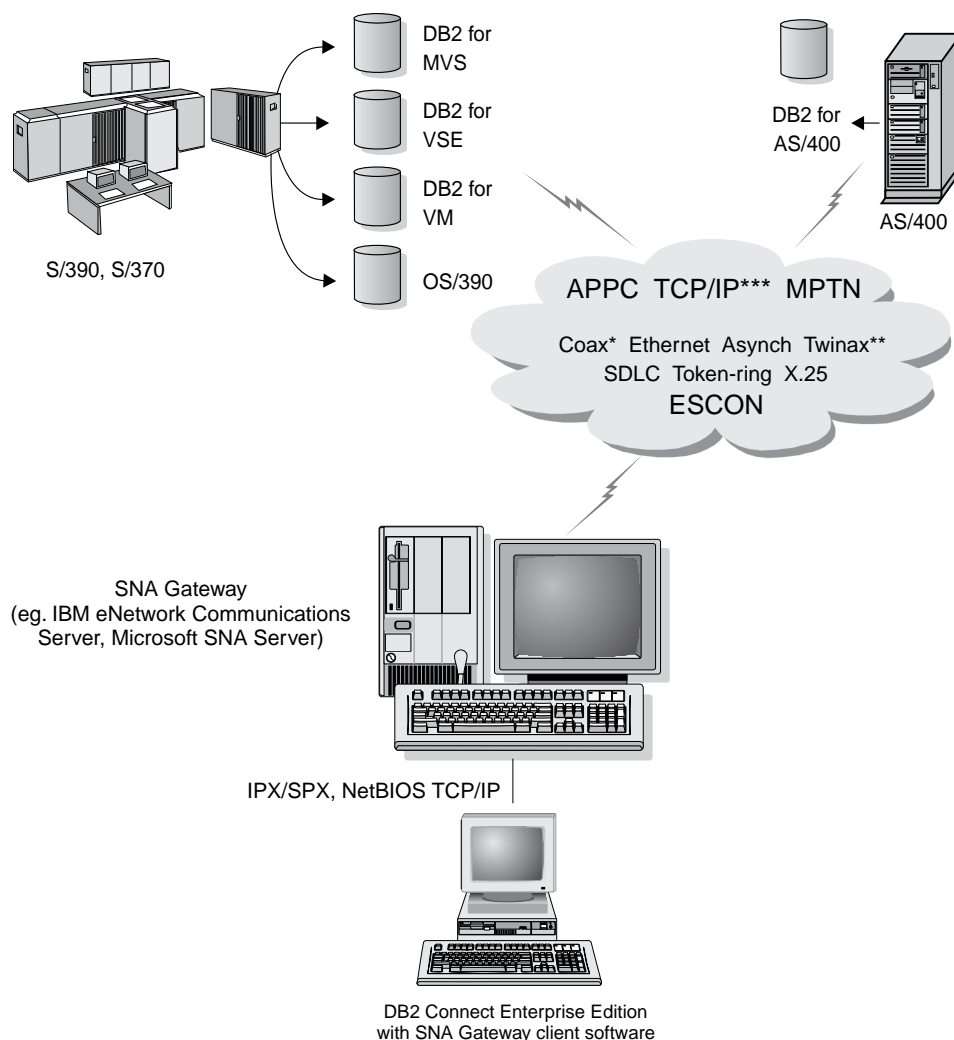 DB2 for
MVS
DB2 for
VSE
DB2 for
VM
OS/390
S/390, S/370
DB2 for
AS/400
AS/400
APPC TCP/IP*** MPTN
Coax* Ethernet Asynch Twinax**
SDLC Token-ring X.25
ESCON
SNA Gateway
(eg. IBM eNetwork Communications
Server, Microsoft SNA Server)
IPX/SPX, NetBIOS TCP/IP
DB2 Connect Enterprise Edition
with SNA Gateway client software